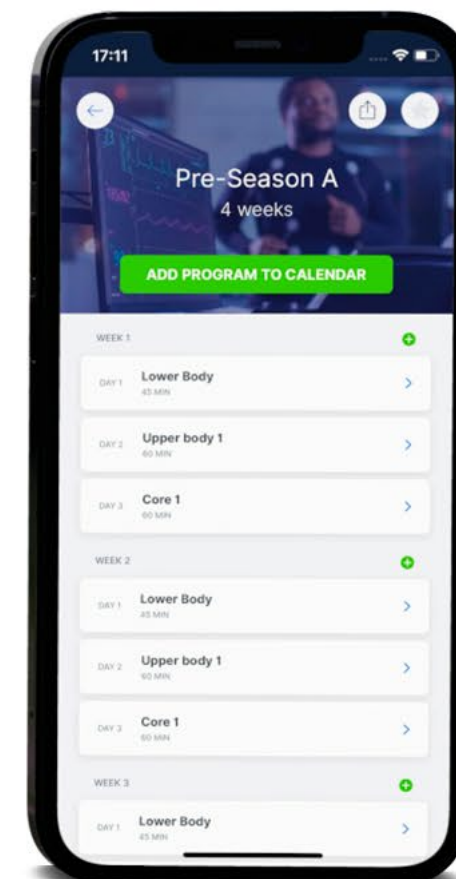 17:11
Pre-Season A
4 weeks
ADD PROGRAM TO CALENDAR
WEEK 1
DAY 1
Lower Body
45 MIN
DAY 2
Upper body 1
60 MIN
DAY 3
Core 1
60 MIN
WEEK 2
DAY 1
Lower Body
45 MIN
DAY 2
Upper body 1
60 MIN
DAY 3
Core 1
60 MIN
WEEK 3
DAY 1
Lower Body
45 MIN